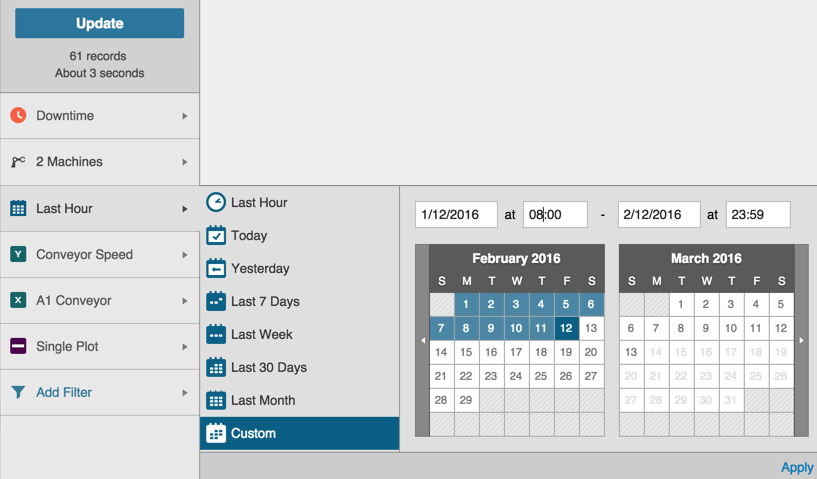 Update
61 records
About 3 seconds
Downtime
2 Machines
Last Hour
Y Conveyor Speed
X A1 Conveyor
Single Plot
Add Filter
Last Hour
Today
Yesterday
Last 7 Days
Last Week
Last 30 Days
Last Month
Custom
1/12/2016 at 08:00 - 2/12/2016 at 23:59
February 2016
S M T W T F S
1 2 3 4 5 6
7 8 9 10 11 12 13
14 15 16 17 18 19 20
21 22 23 24 25 26 27
28 29
March 2016
S M T W T F S
1 2 3 4 5
6 7 8 9 10 11 12
13 14 15 16 17 18 19
20 21 22 23 24 25 26
27 28 29 30 31
Apply